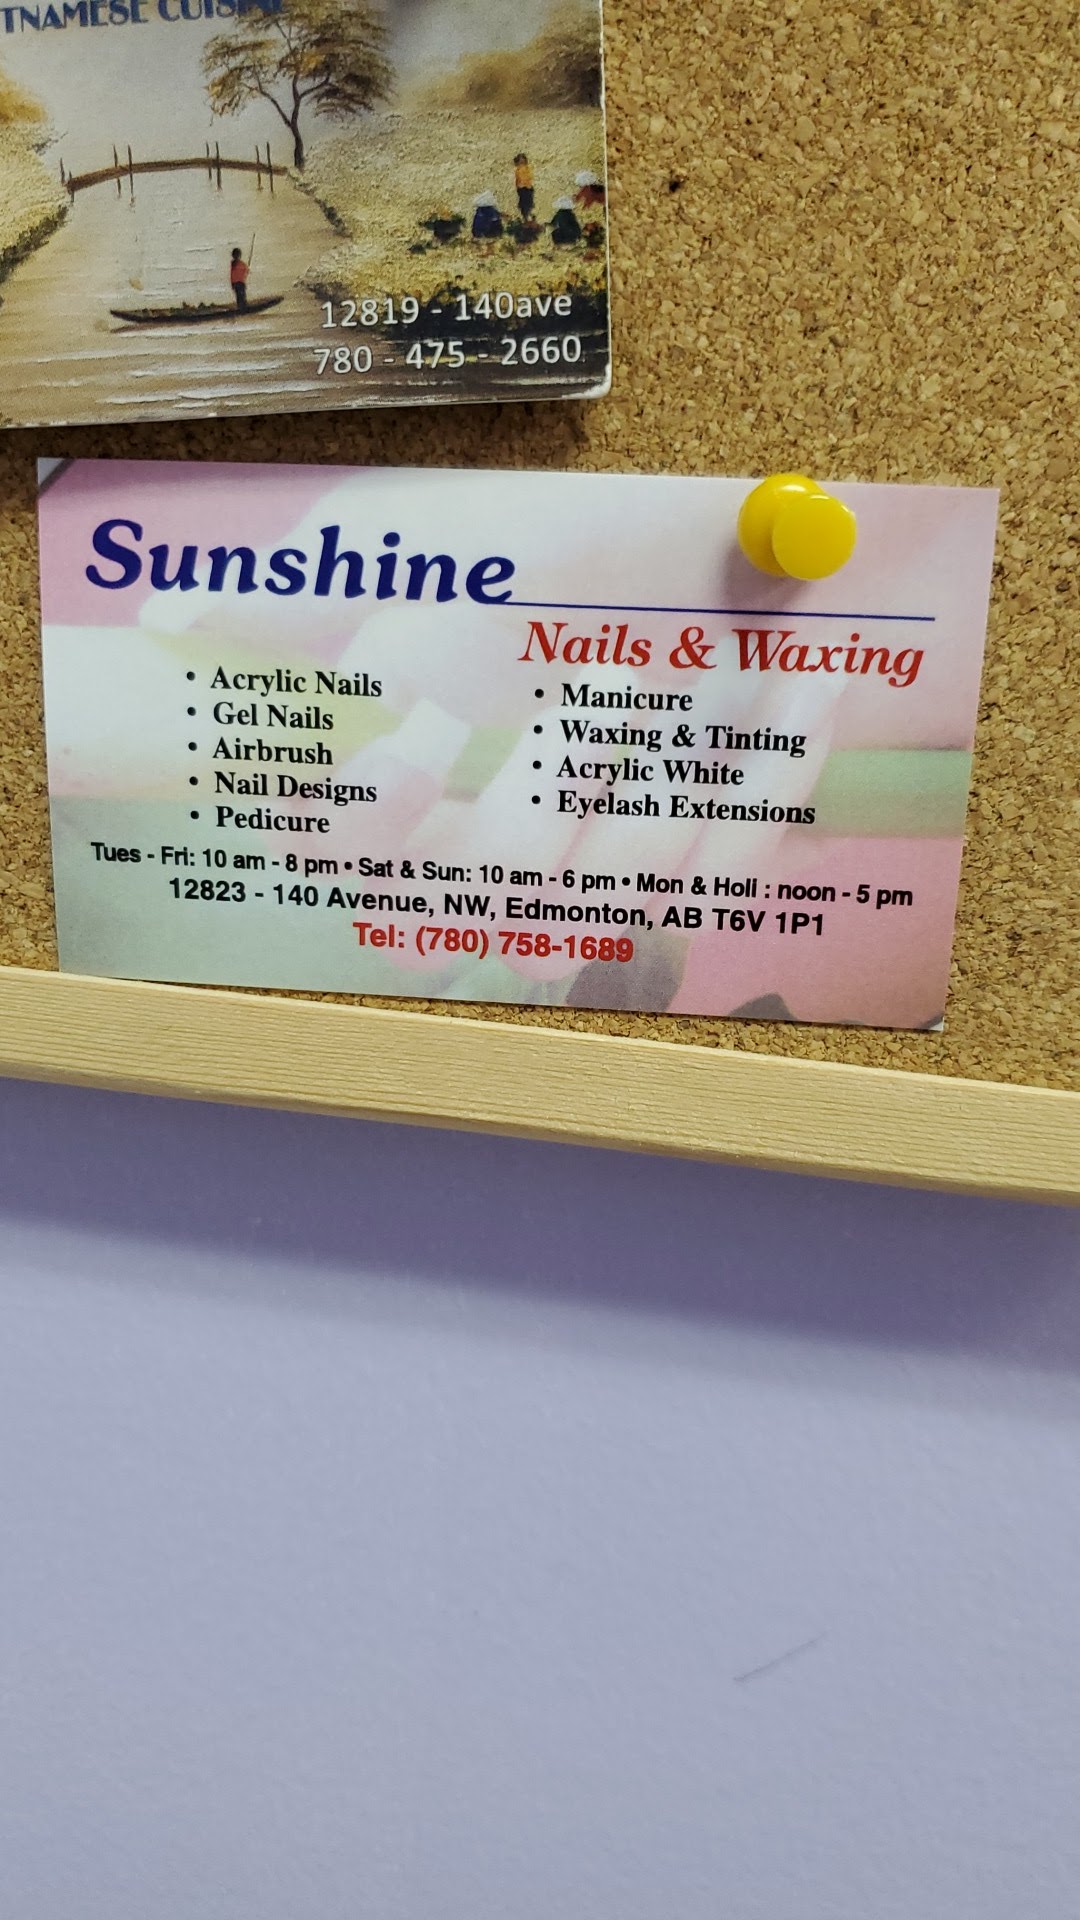 TNAMESE CUISINE
12819 - 140ave
780 - 475 - 2660
Sunshine
Nails & Waxing
• Acrylic Nails
• Gel Nails
• Airbrush
• Nail Designs
• Pedicure
• Manicure
• Waxing & Tinting
• Acrylic White
• Eyelash Extensions
Tues - Fri: 10 am - 8 pm • Sat & Sun: 10 am - 6 pm • Mon & Holi : noon - 5 pm
12823 - 140 Avenue, NW, Edmonton, AB T6V 1P1
Tel: (780) 758-1689